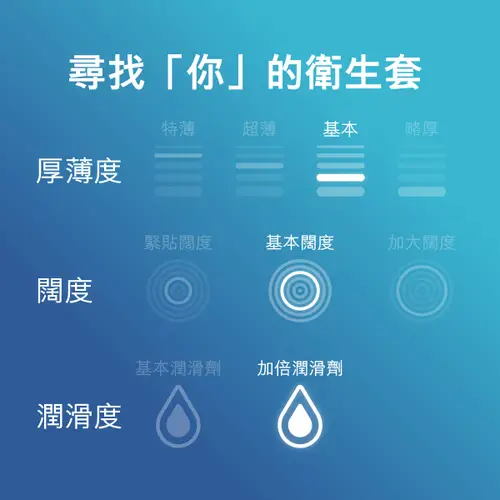 尋找「你」的衛生套
特薄 超薄 基本 略厚
厚薄度
緊貼闊度 基本闊度 加大闊度
闊度
基本潤滑劑 加倍潤滑劑
潤滑度